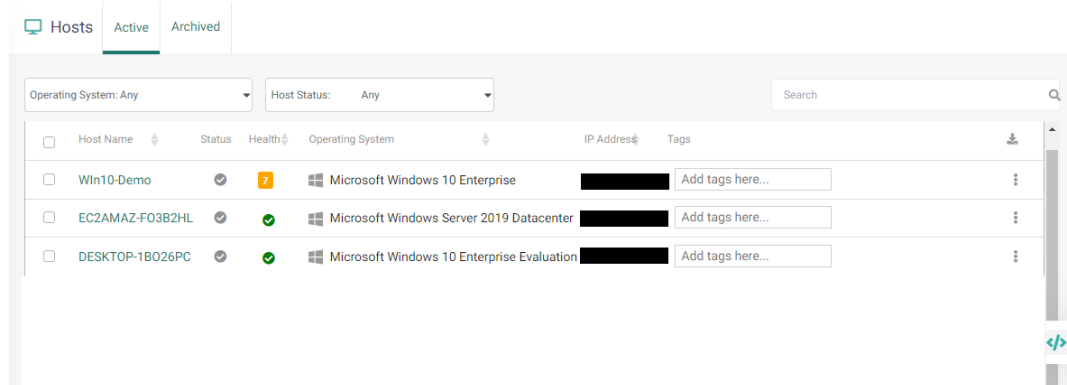 Hosts Active Archived
Operating System: Any Host Status: Any Search
Host Name Status Health Operating System IP Address Tags
WIn10-Demo 7 Microsoft Windows 10 Enterprise Add tags here...
EC2AMAZ-FO3B2HL Microsoft Windows Server 2019 Datacenter Add tags here...
DESKTOP-1BO26PC Microsoft Windows 10 Enterprise Evaluation Add tags here...
</>